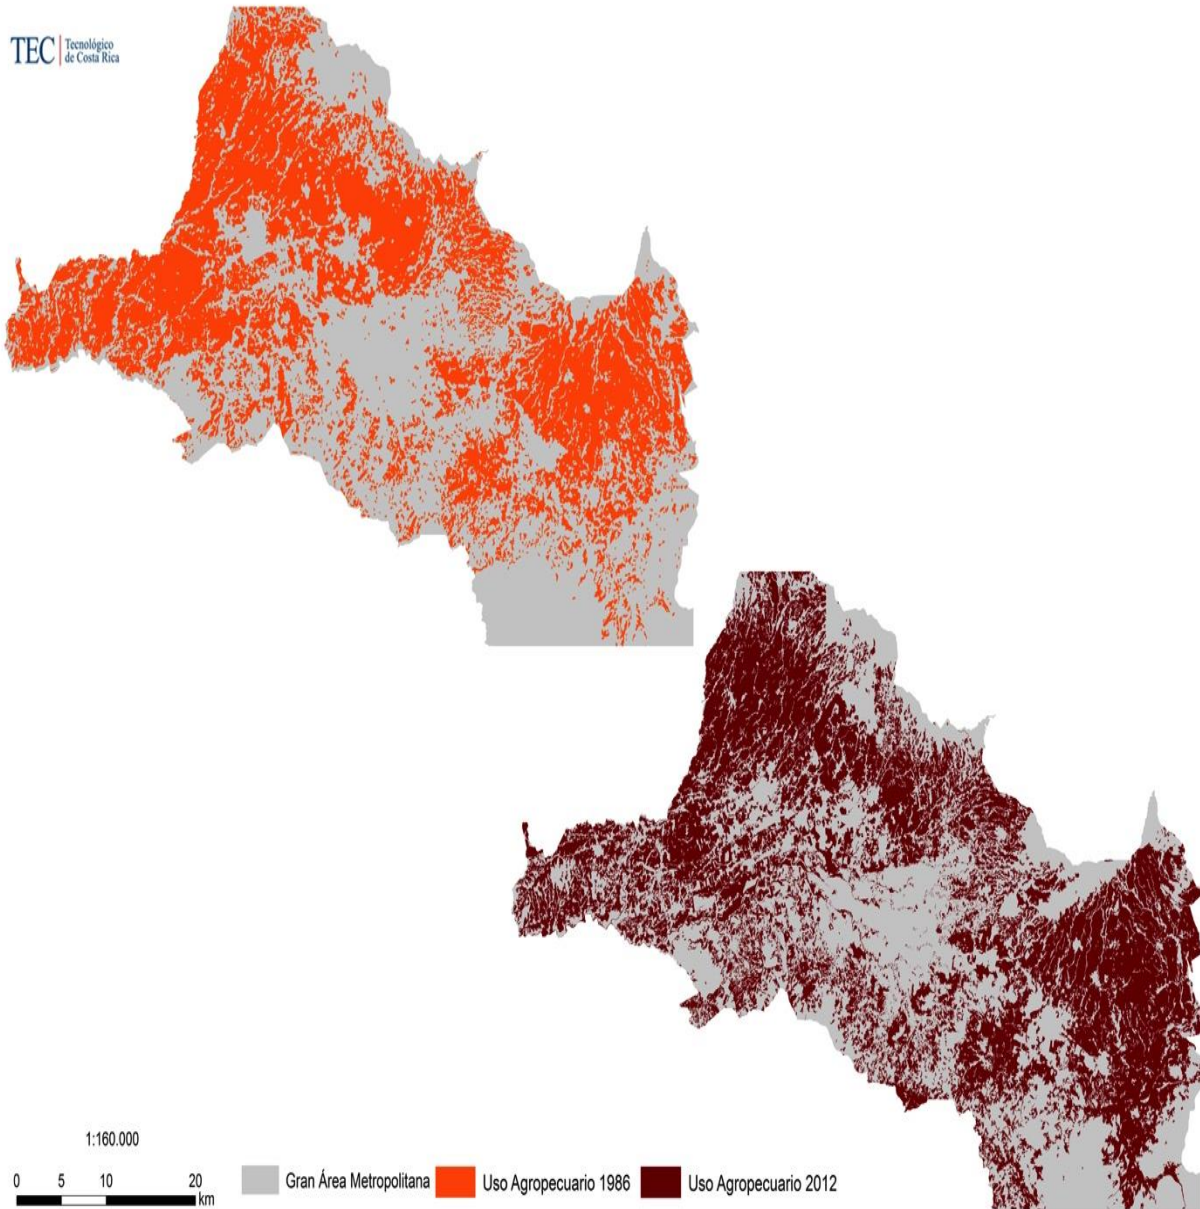 TEC
Tecnológico
de Costa Rica
1:160.000
0 5 10 20
km
Gran Área Metropolitana
Uso Agropecuario 1986
Uso Agropecuario 2012